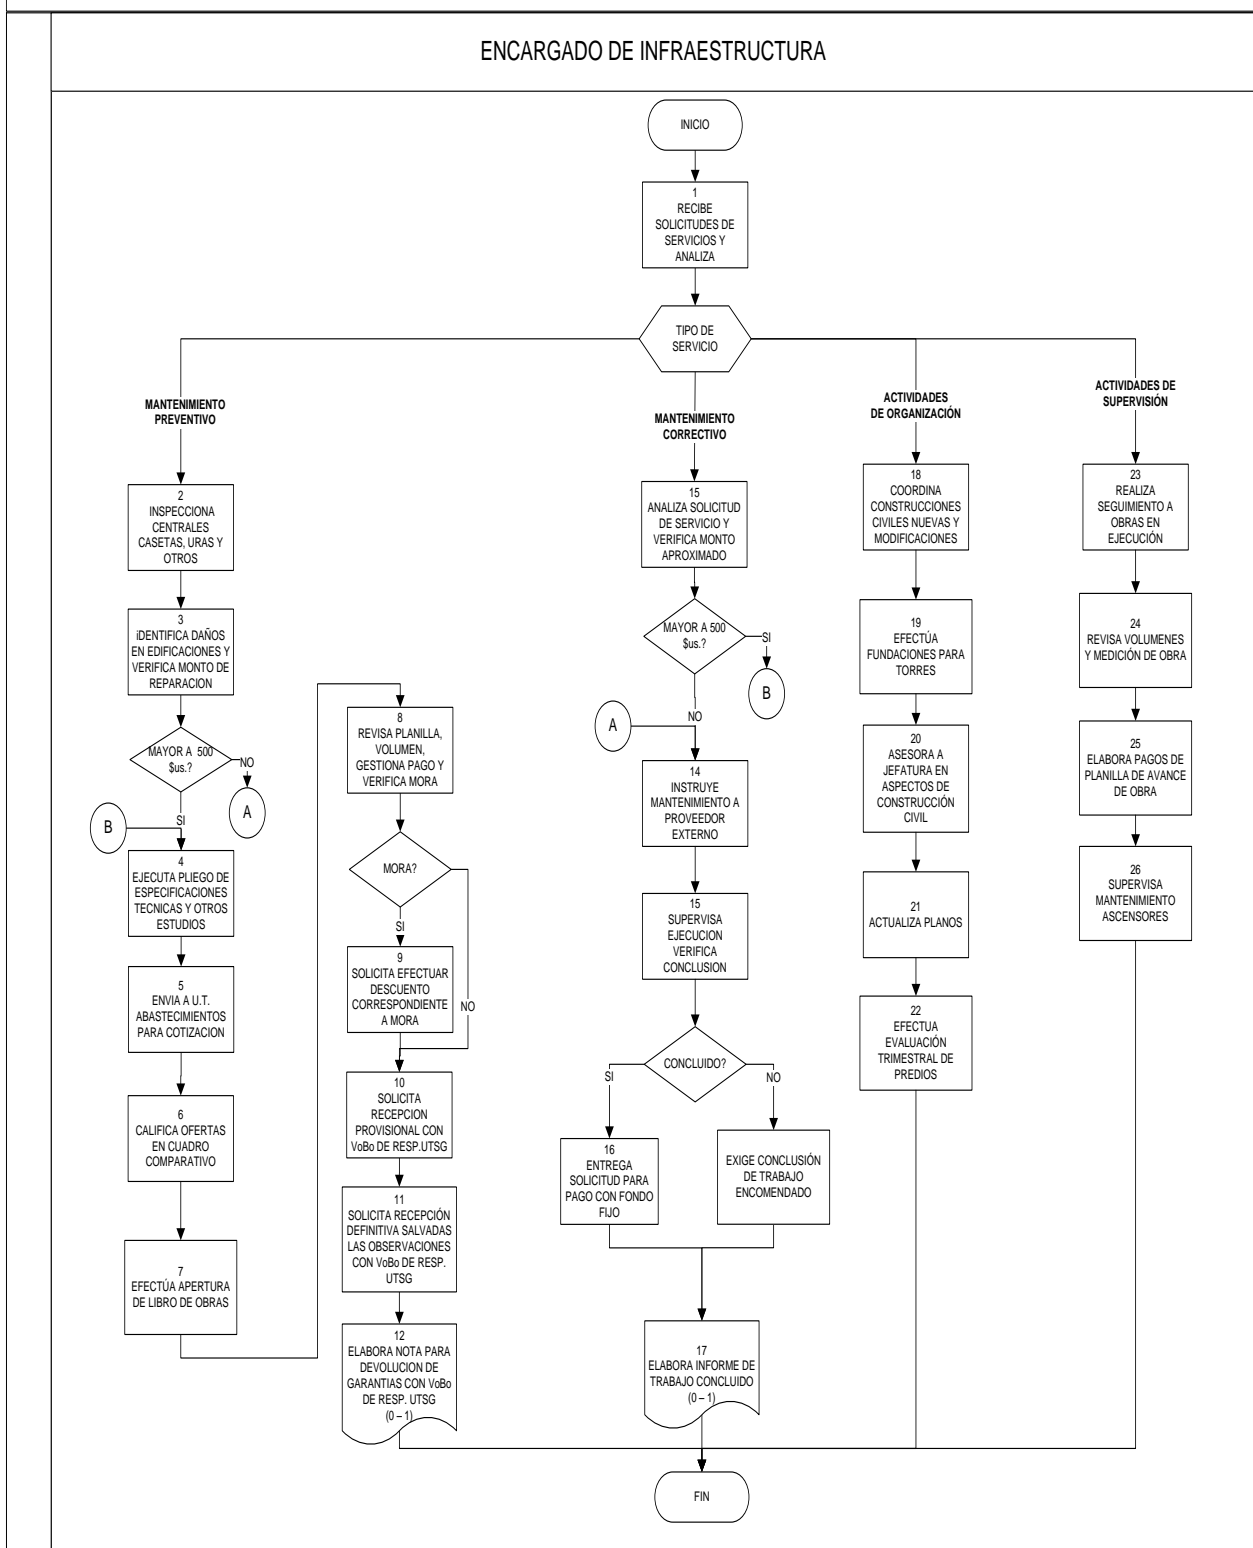 ENCARGADO DE INFRAESTRUCTURA
INICIO
1
RECIBE
SOLICITUDES DE
SERVICIOS Y
ANALIZA
TIPO DE
SERVICIO
MANTENIMIENTO
PREVENTIVO
2
INSPECCIONA
CENTRALES
CASETAS, URAS Y
OTROS
3
iDENTIFICA DAÑOS
EN EDIFICACIONES Y
VERIFICA MONTO DE
REPARACION
MAYOR A 500
$us.?
NO
A
SI
B
4
EJECUTA PLIEGO DE
ESPECIFICACIONES
TECNICAS Y OTROS
ESTUDIOS
5
ENVIA A U.T.
ABASTECIMIENTOS
PARA COTIZACION
6
CALIFICA OFERTAS
EN CUADRO
COMPARATIVO
7
EFECTÚA APERTURA
DE LIBRO DE OBRAS
8
REVISA PLANILLA,
VOLUMEN,
GESTIONA PAGO Y
VERIFICA MORA
MORA?
SI
NO
9
SOLICITA EFECTUAR
DESCUENTO
CORRESPONDIENTE
A MORA
10
SOLICITA
RECEPCION
PROVISIONAL CON
VoBo DE RESP.UTSG
11
SOLICITA RECEPCIÓN
DEFINITIVA SALVADAS
LAS OBSERVACIONES
CON VoBo DE RESP.
UTSG
12
ELABORA NOTA PARA
DEVOLUCION DE
GARANTIAS CON VoBo
DE RESP. UTSG
(0 – 1)
MANTENIMIENTO
CORRECTIVO
15
ANALIZA SOLICITUD
DE SERVICIO Y
VERIFICA MONTO
APROXIMADO
MAYOR A 500
$us.?
SI
B
NO
A
14
INSTRUYE
MANTENIMIENTO A
PROVEEDOR
EXTERNO
15
SUPERVISA
EJECUCION
VERIFICA
CONCLUSION
CONCLUIDO?
SI
NO
16
ENTREGA
SOLICITUD PARA
PAGO CON FONDO
FIJO
EXIGE CONCLUSIÓN
DE TRABAJO
ENCOMENDADO
17
ELABORA INFORME DE
TRABAJO CONCLUIDO
(0 – 1)
ACTIVIDADES
DE ORGANIZACIÓN
18
COORDINA
CONSTRUCCIONES
CIVILES NUEVAS Y
MODIFICACIONES
19
EFECTÚA
FUNDACIONES PARA
TORRES
20
ASESORA A
JEFATURA EN
ASPECTOS DE
CONSTRUCCIÓN
CIVIL
21
ACTUALIZA PLANOS
22
EFECTUA
EVALUACIÓN
TRIMESTRAL DE
PREDIOS
ACTIVIDADES DE
SUPERVISIÓN
23
REALIZA
SEGUIMIENTO A
OBRAS EN
EJECUCIÓN
24
REVISA VOLUMENES
Y MEDICIÓN DE OBRA
25
ELABORA PAGOS DE
PLANILLA DE AVANCE
DE OBRA
26
SUPERVISA
MANTENIMIENTO
ASCENSORES
FIN